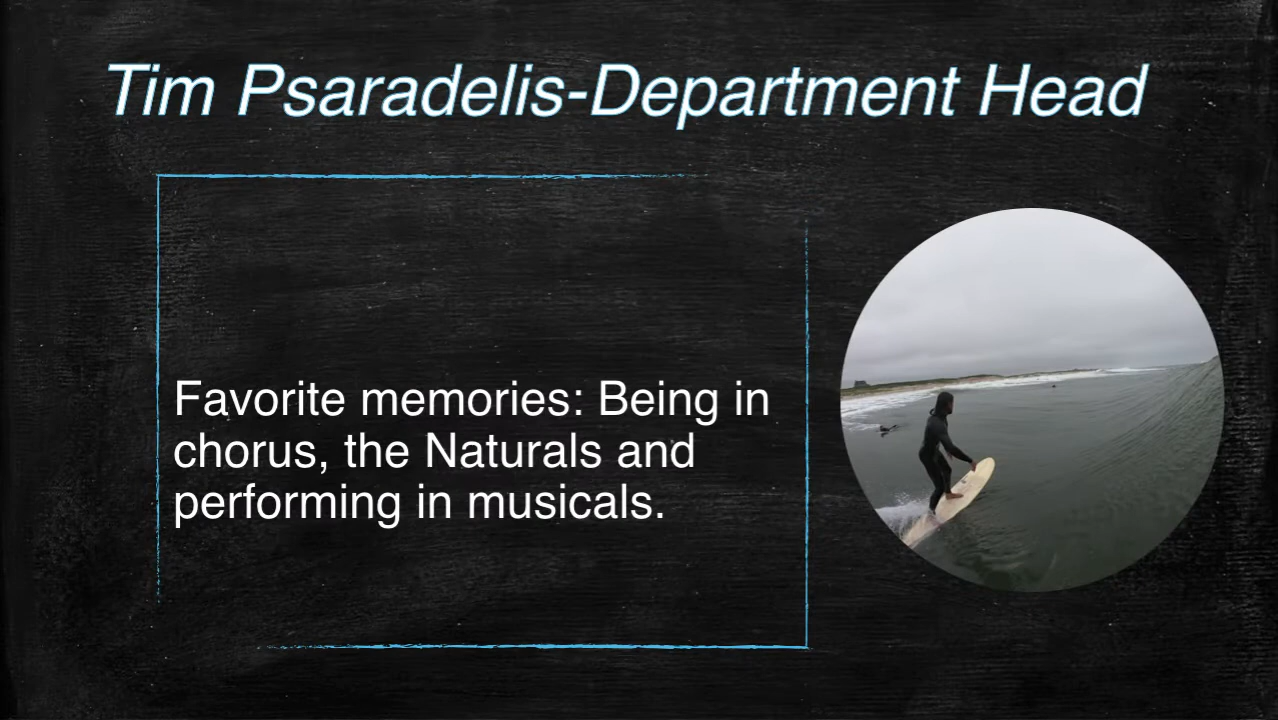 Tim Psaradelis-Department Head
Favorite memories: Being in
chorus, the Naturals and
performing in musicals.